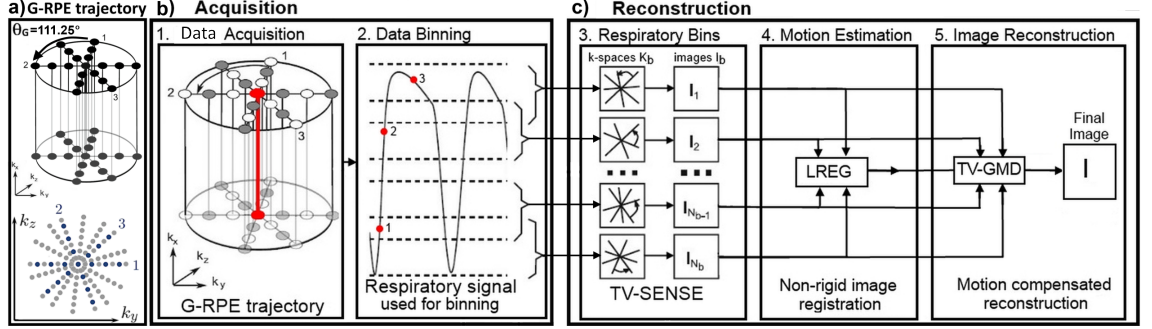 a) G-RPE trajectory
θG=111.25°
1
2
3
kx
kz
ky
kz
2
3
1
ky
b) Acquisition
1. Data Acquisition
1
2
3
kx
kz
ky
G-RPE trajectory
2. Data Binning
3
2
1
Respiratory signal
used for binning
c) Reconstruction
3. Respiratory Bins
k-spaces Kb
images Ib
I1
I2
INb-1
INb
TV-SENSE
4. Motion Estimation
LREG
Non-rigid image
registration
5. Image Reconstruction
TV-GMD
Final
Image
I
Motion compensated
reconstruction